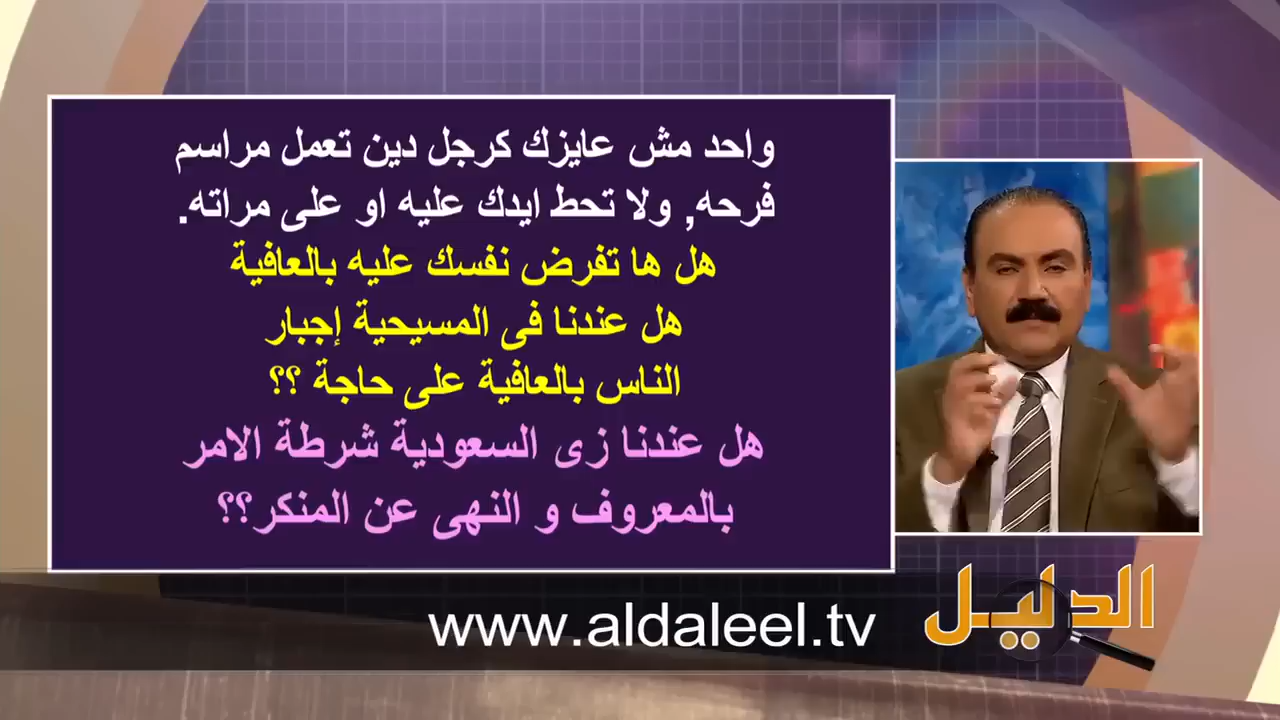 واحد مش عايزك كرجل دين تعمل مراسم
فرحه, ولا تحط ايدك عليه او على مراته.
هل ها تفرض نفسك عليه بالعافية
هل عندنا فى المسيحية إجبار
الناس بالعافية على حاجة ؟؟
هل عندنا زى السعودية شرطة الامر
بالمعروف و النهى عن المنكر؟؟
الدليل
www.aldaleel.tv